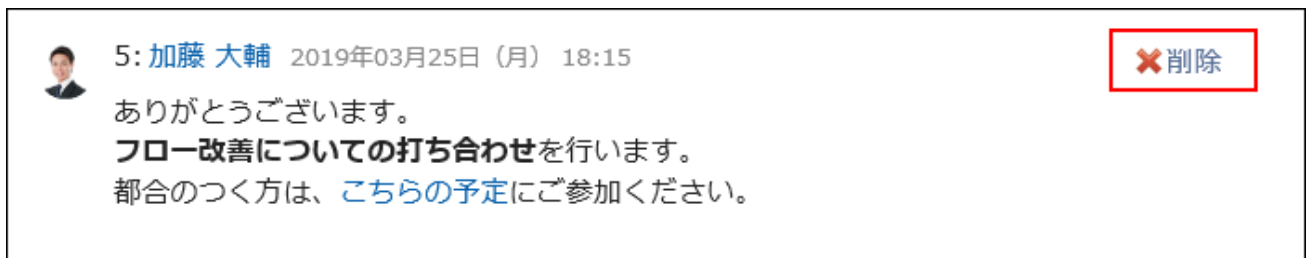 5: 加藤 大輔 2019年03月25日（月） 18:15
削除
ありがとうございます。
フロー改善についての打ち合わせを行います。
都合のつく方は、こちらの予定にご参加ください。